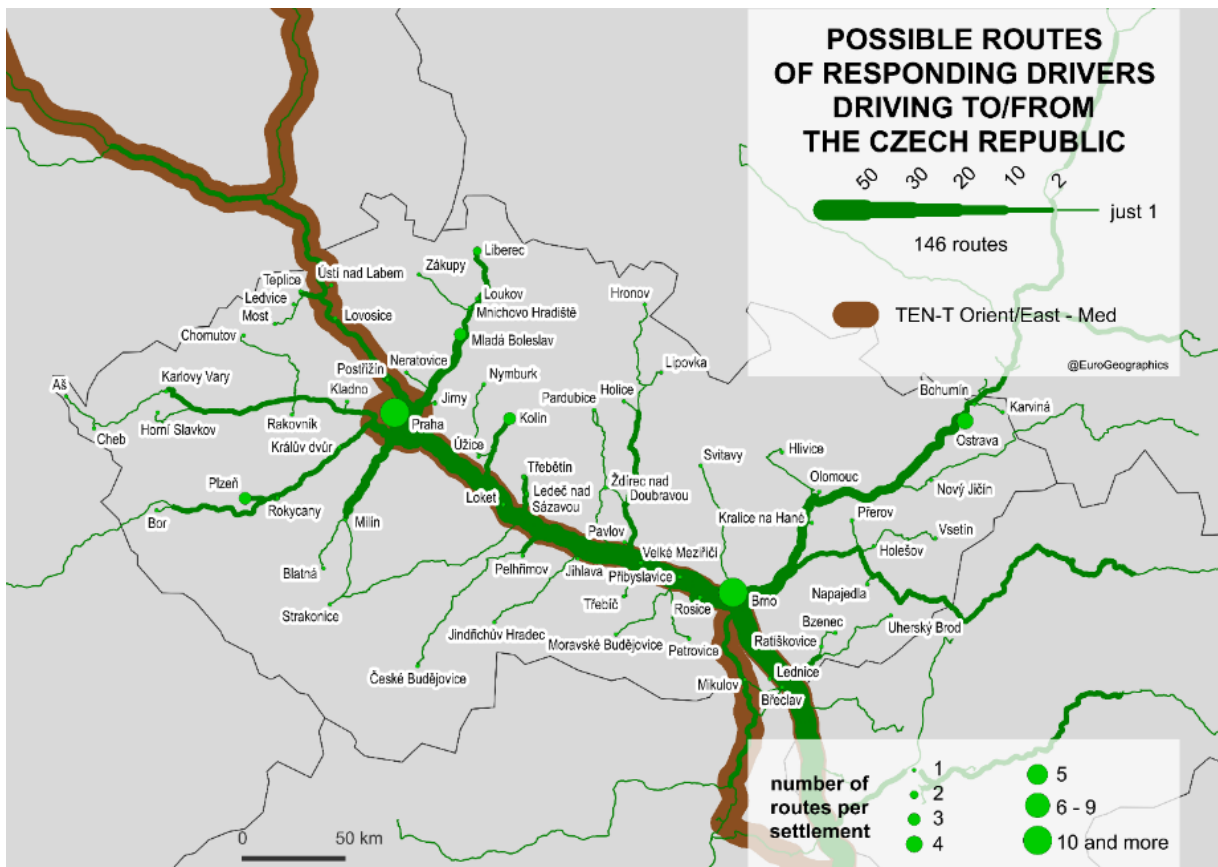 POSSIBLE ROUTES
OF RESPONDING DRIVERS
DRIVING TO/FROM
THE CZECH REPUBLIC
50 30 20 10 2
just 1
146 routes
TEN-T Orient/East - Med
@EuroGeographics
Liberec
Zákupy
Ústí nad Labem
Teplice
Ledvice
Most
Loukov
Hronov
Mnichovo Hradiště
Lovosice
Chomutov
Mladá Boleslav
Postřižín
Neratovice
Lipovka
Karlovy Vary
Aš
Kladno
Nymburk
Holice
Pardubice
Jirny
Bohumín
Karviná
Horní Slavkov
Rakovník
Praha
Kolín
Cheb
Králův dvůr
Úžice
Svitavy
Hlivice
Ostrava
Třebětín
Plzeň
Ledeč nad
Sázavou
Ždírec nad
Doubravou
Olomouc
Nový Jičín
Loket
Rokycany
Bor
Milín
Kralice na Hané
Přerov
Vsetín
Pavlov
Velké Meziříčí
Holešov
Blatná
Pelhřimov
Jihlava
Přibyslavice
Třebíč
Napajedla
Strakonice
Rosice
Brno
Bzenec
Uherský Brod
Jindřichův Hradec
Moravské Budějovice
Ratíškovice
Petrovice
České Budějovice
Lednice
Mikulov
Břeclav
number of
routes per
settlement
1
2
3
4
5
6 - 9
10 and more
0 50 km